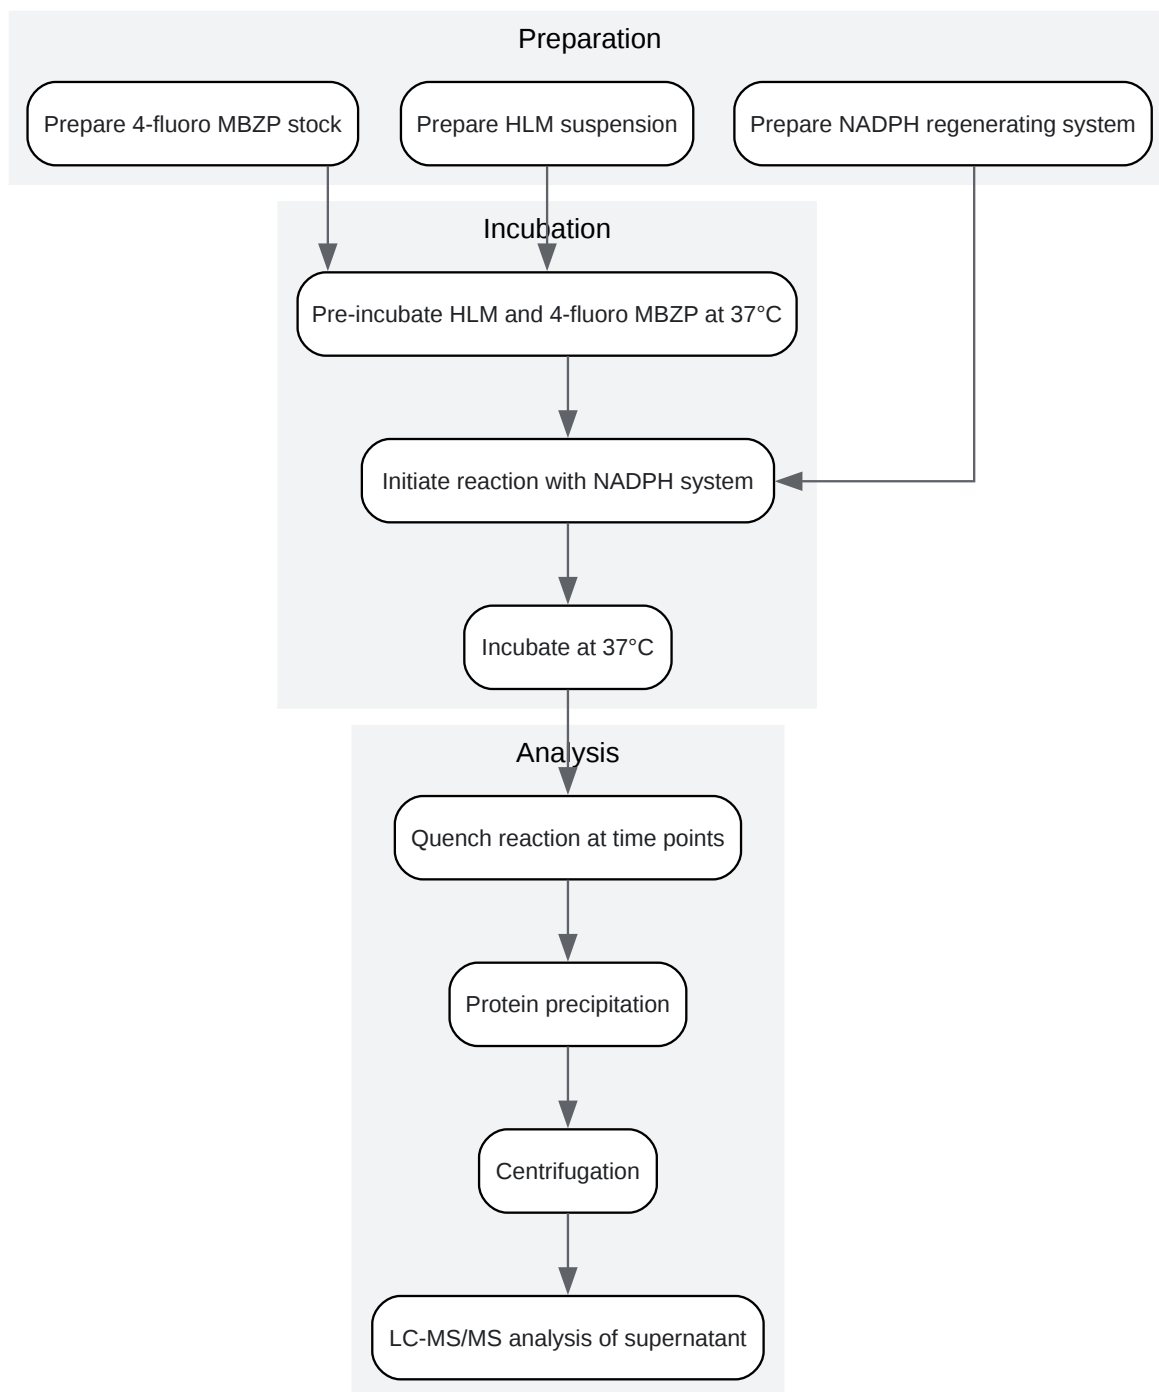 Preparation
Prepare 4-fluoro MBZP stock
Prepare HLM suspension
Prepare NADPH regenerating system
Incubation
Pre-incubate HLM and 4-fluoro MBZP at 37°C
Initiate reaction with NADPH system
Incubate at 37°C
Analysis
Quench reaction at time points
Protein precipitation
Centrifugation
LC-MS/MS analysis of supernatant